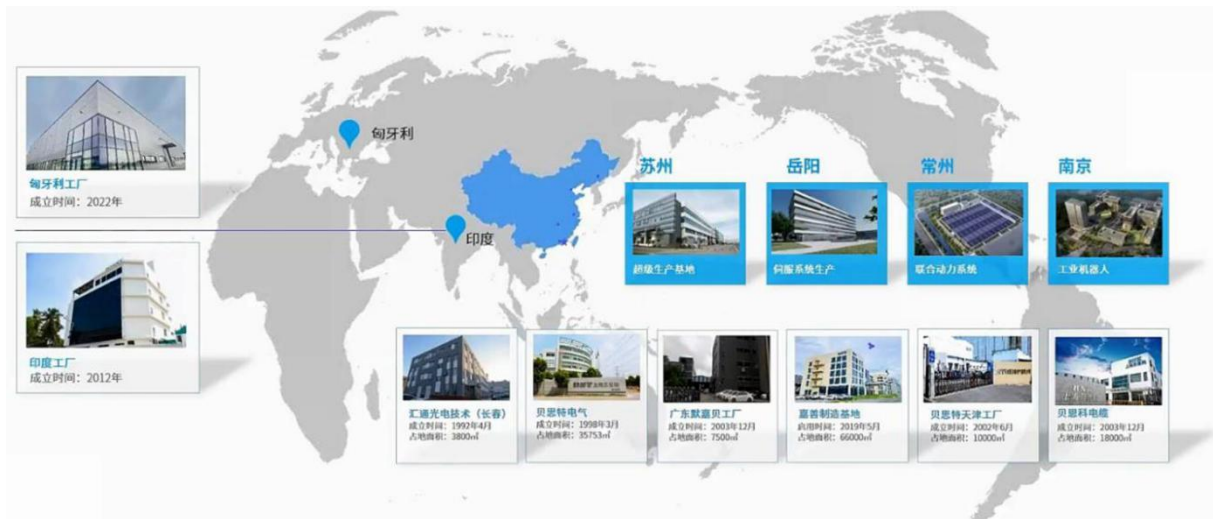 匈牙利
匈牙利工厂
成立时间：2022年
印度
印度工厂
成立时间：2012年
苏州
超级生产基地
岳阳
伺服系统生产
常州
联合动力系统
南京
工业机器人
汇通光电技术（长春）
成立时间：1992年4月
占地面积：3800㎡
贝思特电气
成立时间：1998年3月
占地面积：35753㎡
广东默嘉贝工厂
成立时间：2003年12月
占地面积：7500㎡
嘉善制造基地
启用时间：2019年5月
占地面积：66000㎡
贝思特天津工厂
成立时间：2002年6月
占地面积：10000㎡
贝恩科电缆
成立时间：2003年12月
占地面积：18000㎡